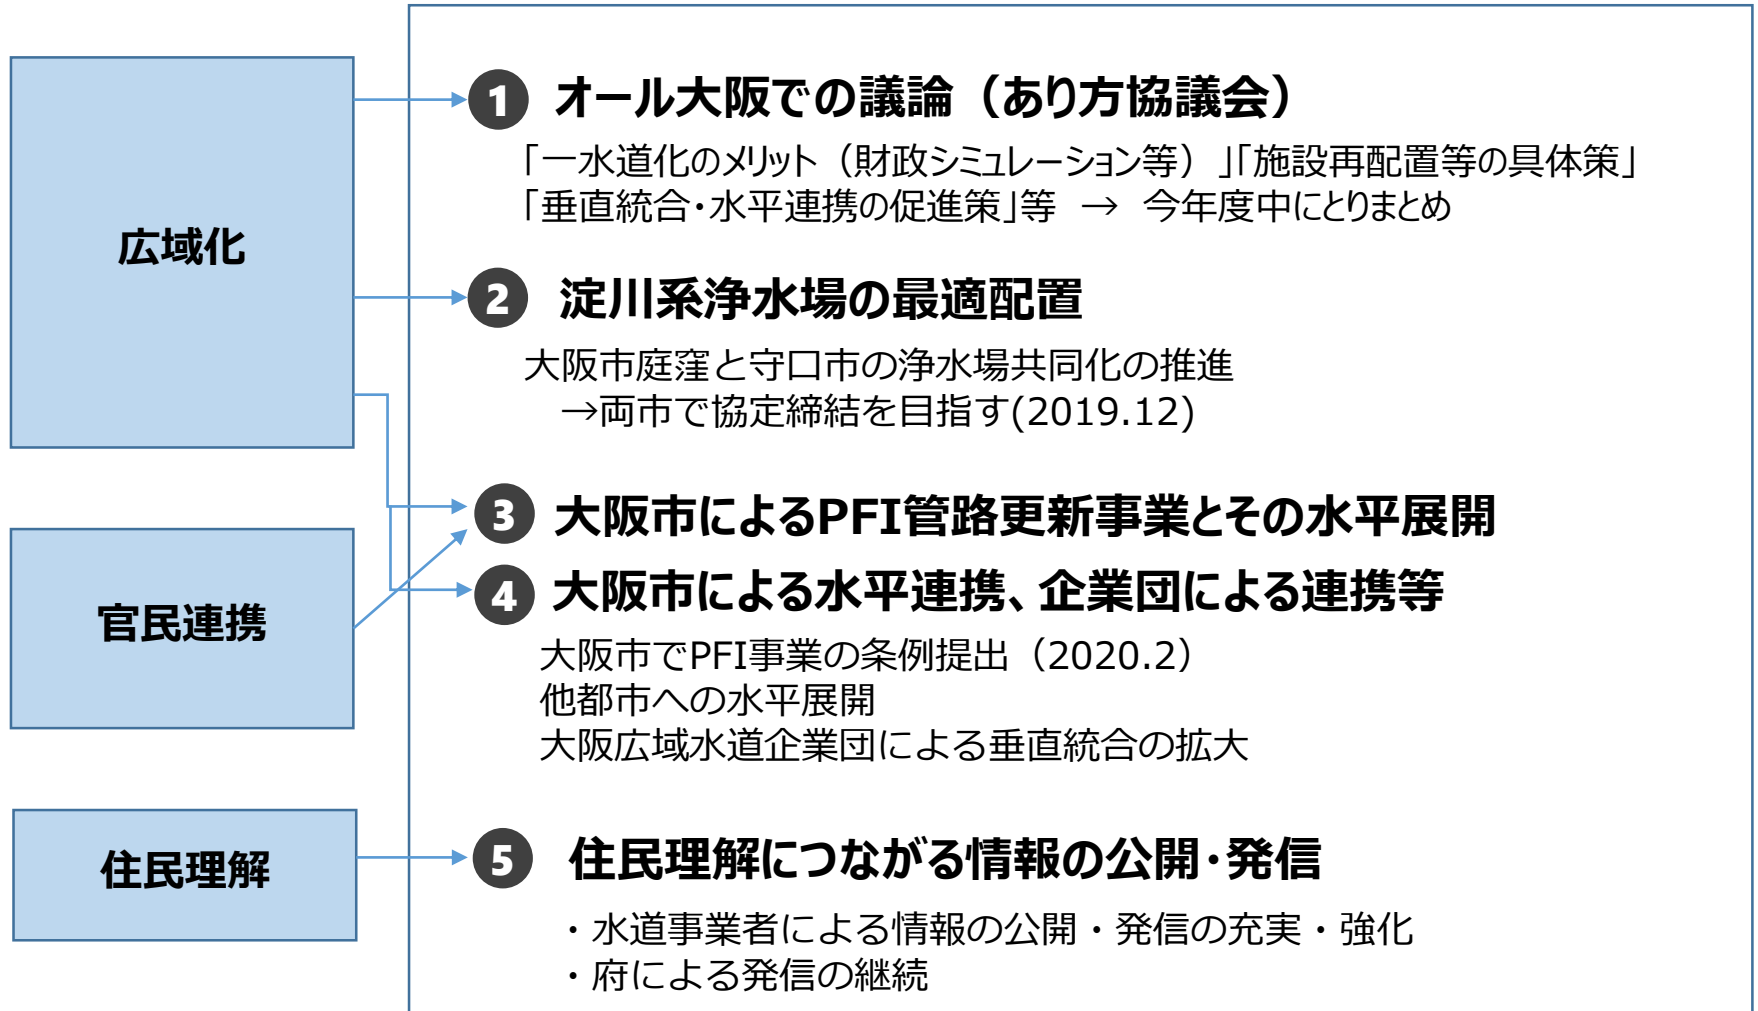 広域化
❶ オール大阪での議論（あり方協議会）
「一水道化のメリット（財政シミュレーション等）」「施設再配置等の具体策」
「垂直統合・水平連携の促進策」等 → 今年度中にとりまとめ
❷ 淀川系浄水場の最適配置
大阪市庭窪と守口市の浄水場共同化の推進
→両市で協定締結を目指す(2019.12)
官民連携
❸ 大阪市によるPFI管路更新事業とその水平展開
❹ 大阪市による水平連携、企業団による連携等
大阪市でPFI事業の条例提出（2020.2）
他都市への水平展開
大阪広域水道企業団による垂直統合の拡大
住民理解
❺ 住民理解につながる情報の公開・発信
・水道事業者による情報の公開・発信の充実・強化
・府による発信の継続